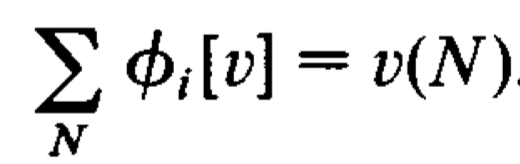 ∑_N ϕ_i[v] = v(N).